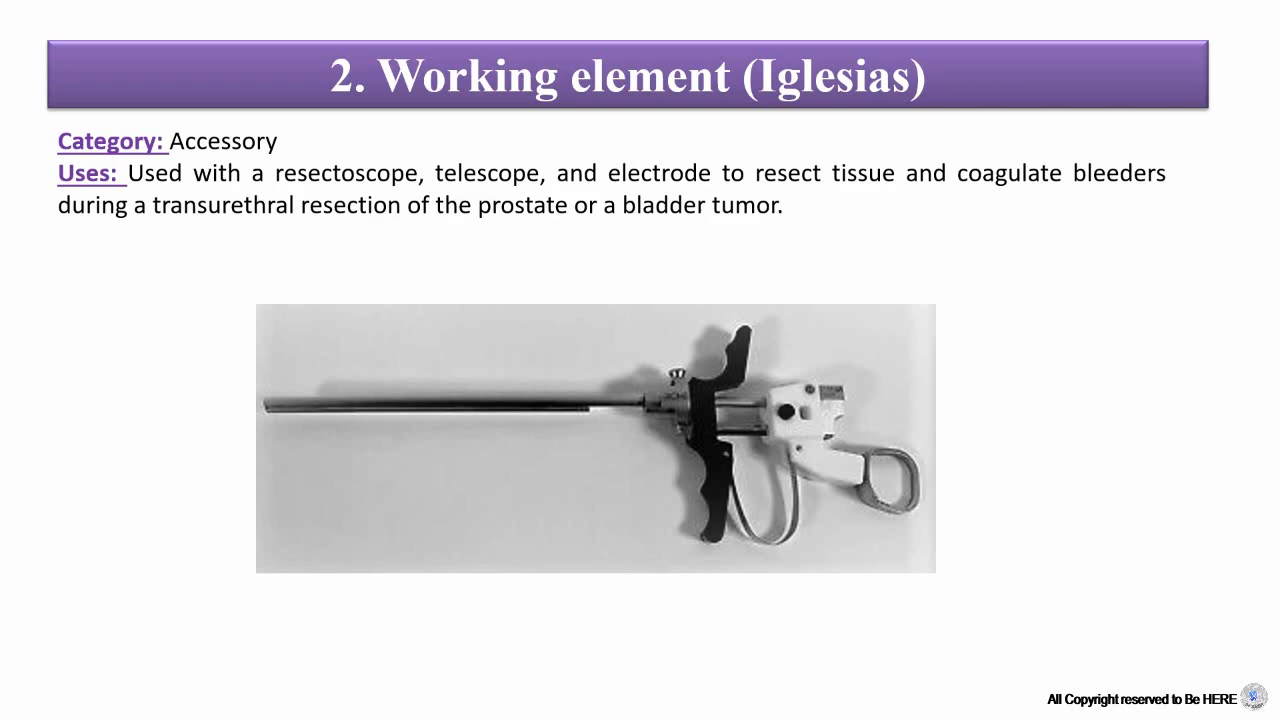 2. Working element (Iglesias)
Category: Accessory
Uses: Used with a resectoscope, telescope, and electrode to resect tissue and coagulate bleeders
during a transurethral resection of the prostate or a bladder tumor.
All Copyright reserved to Be HERE